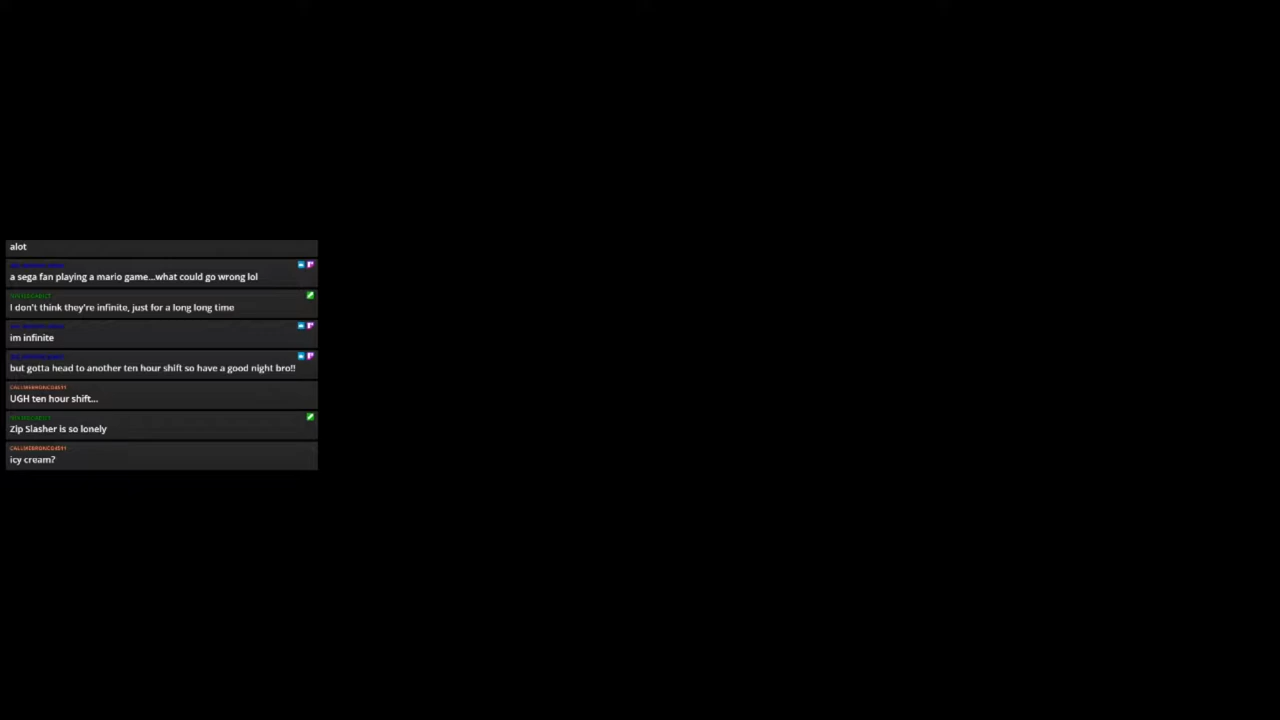 alot
a sega fan playing a mario game...what could go wrong lol
I don't think they're infinite, just for a long long time
im infinite
but gotta head to another ten hour shift so have a good night bro!!
CALLMEBRONCO4511
UGH ten hour shift...
Zip Slasher is so lonely
CALLMEBRONCO4511
icy cream?